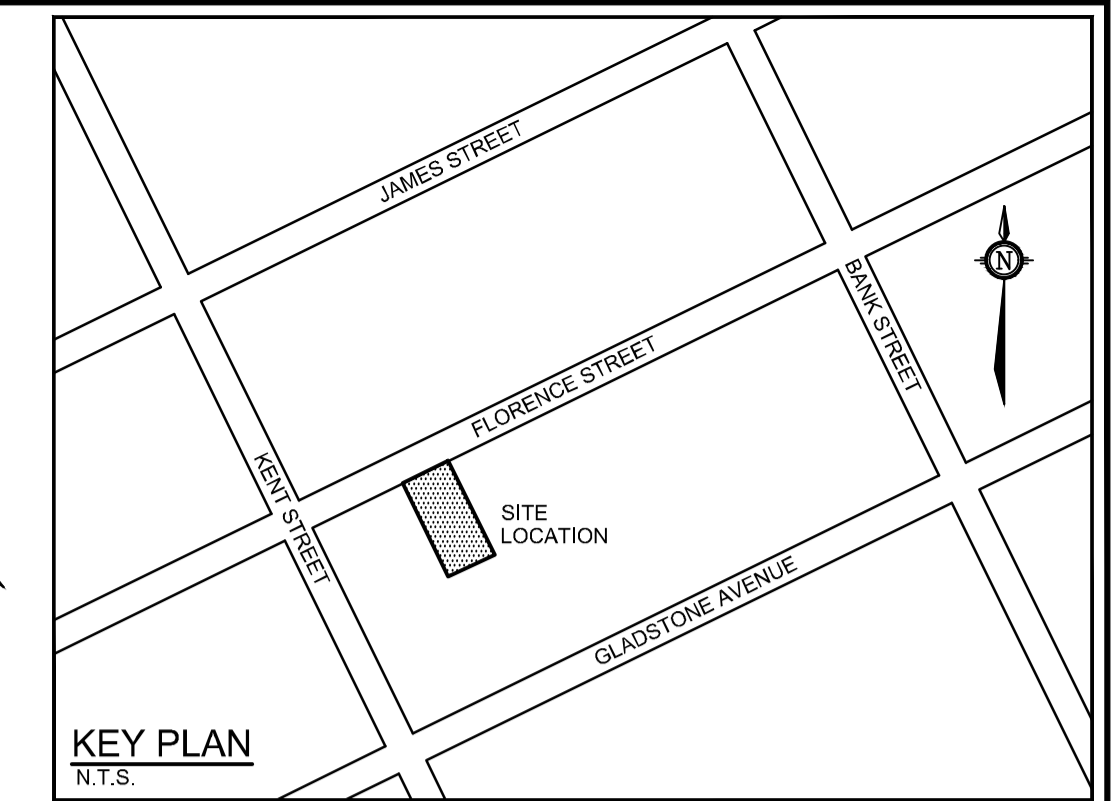 JAMES STREET
BANK STREET
N
FLORENCE STREET
KENT STREET
SITE
LOCATION
GLADSTONE AVENUE
KEY PLAN
N.T.S.